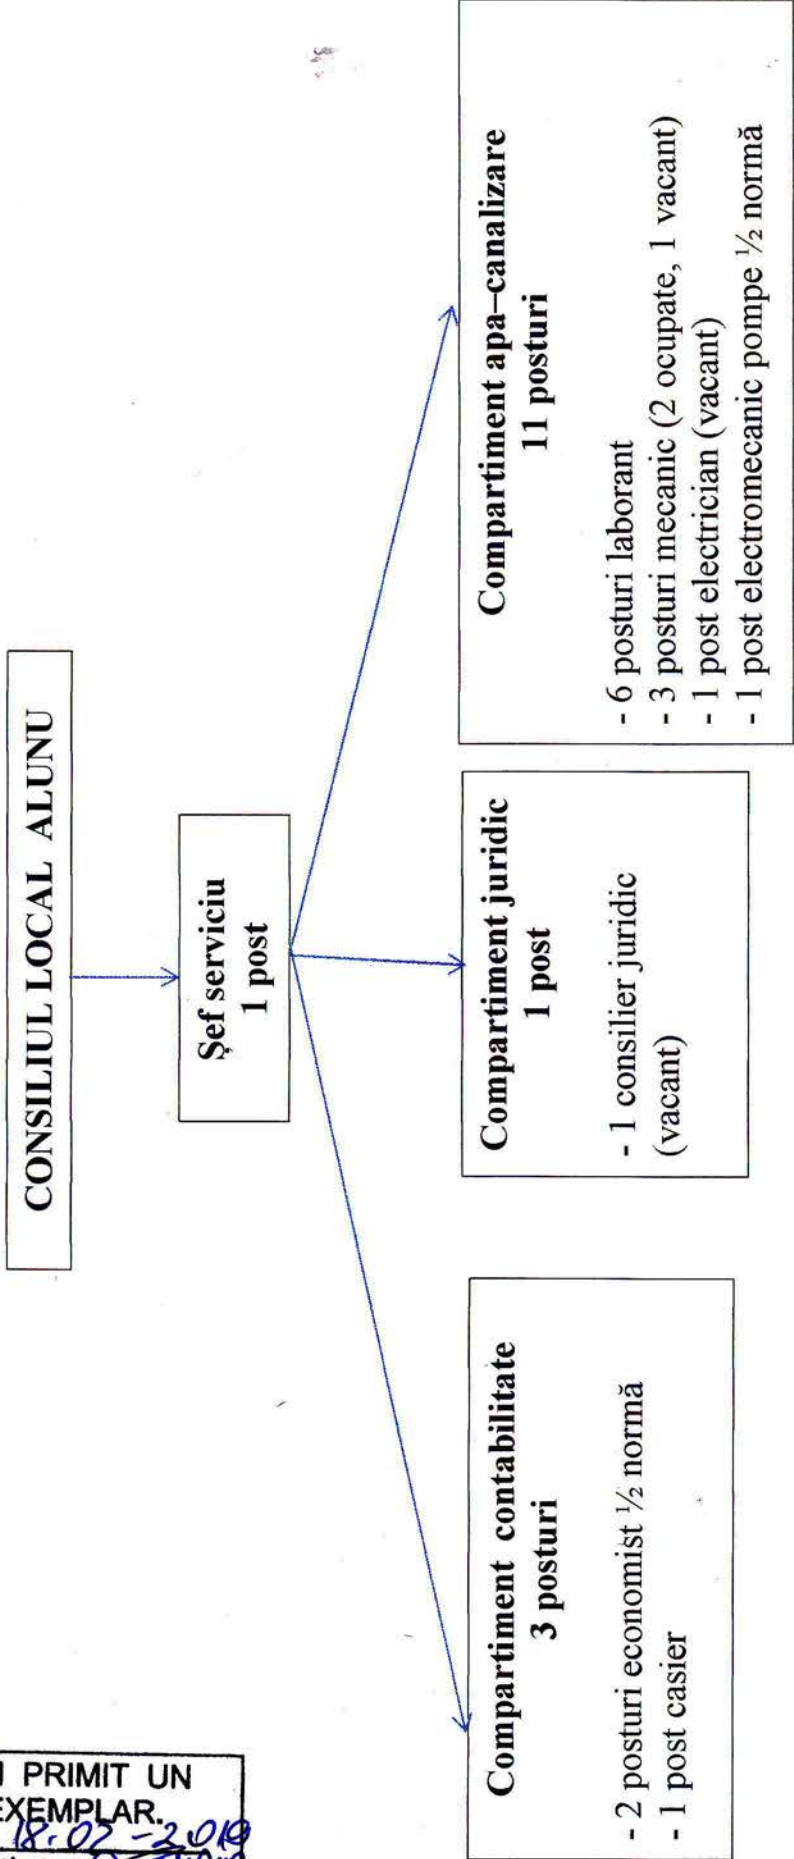 CONSILIUL LOCAL ALUNU
Şef serviciu
1 post
Compartiment contabilitate
3 posturi
- 2 posturi economist ½ normă
- 1 post casier
Compartiment juridic
1 post
- 1 consilier juridic
(vacant)
Compartiment apa–canalizare
11 posturi
- 6 posturi laborant
- 3 posturi mecanic (2 ocupate, 1 vacant)
- 1 post electrician (vacant)
- 1 post electromecanic pompe ½ normă
PRIMIT UN
EXEMPLAR.
18.02-2019